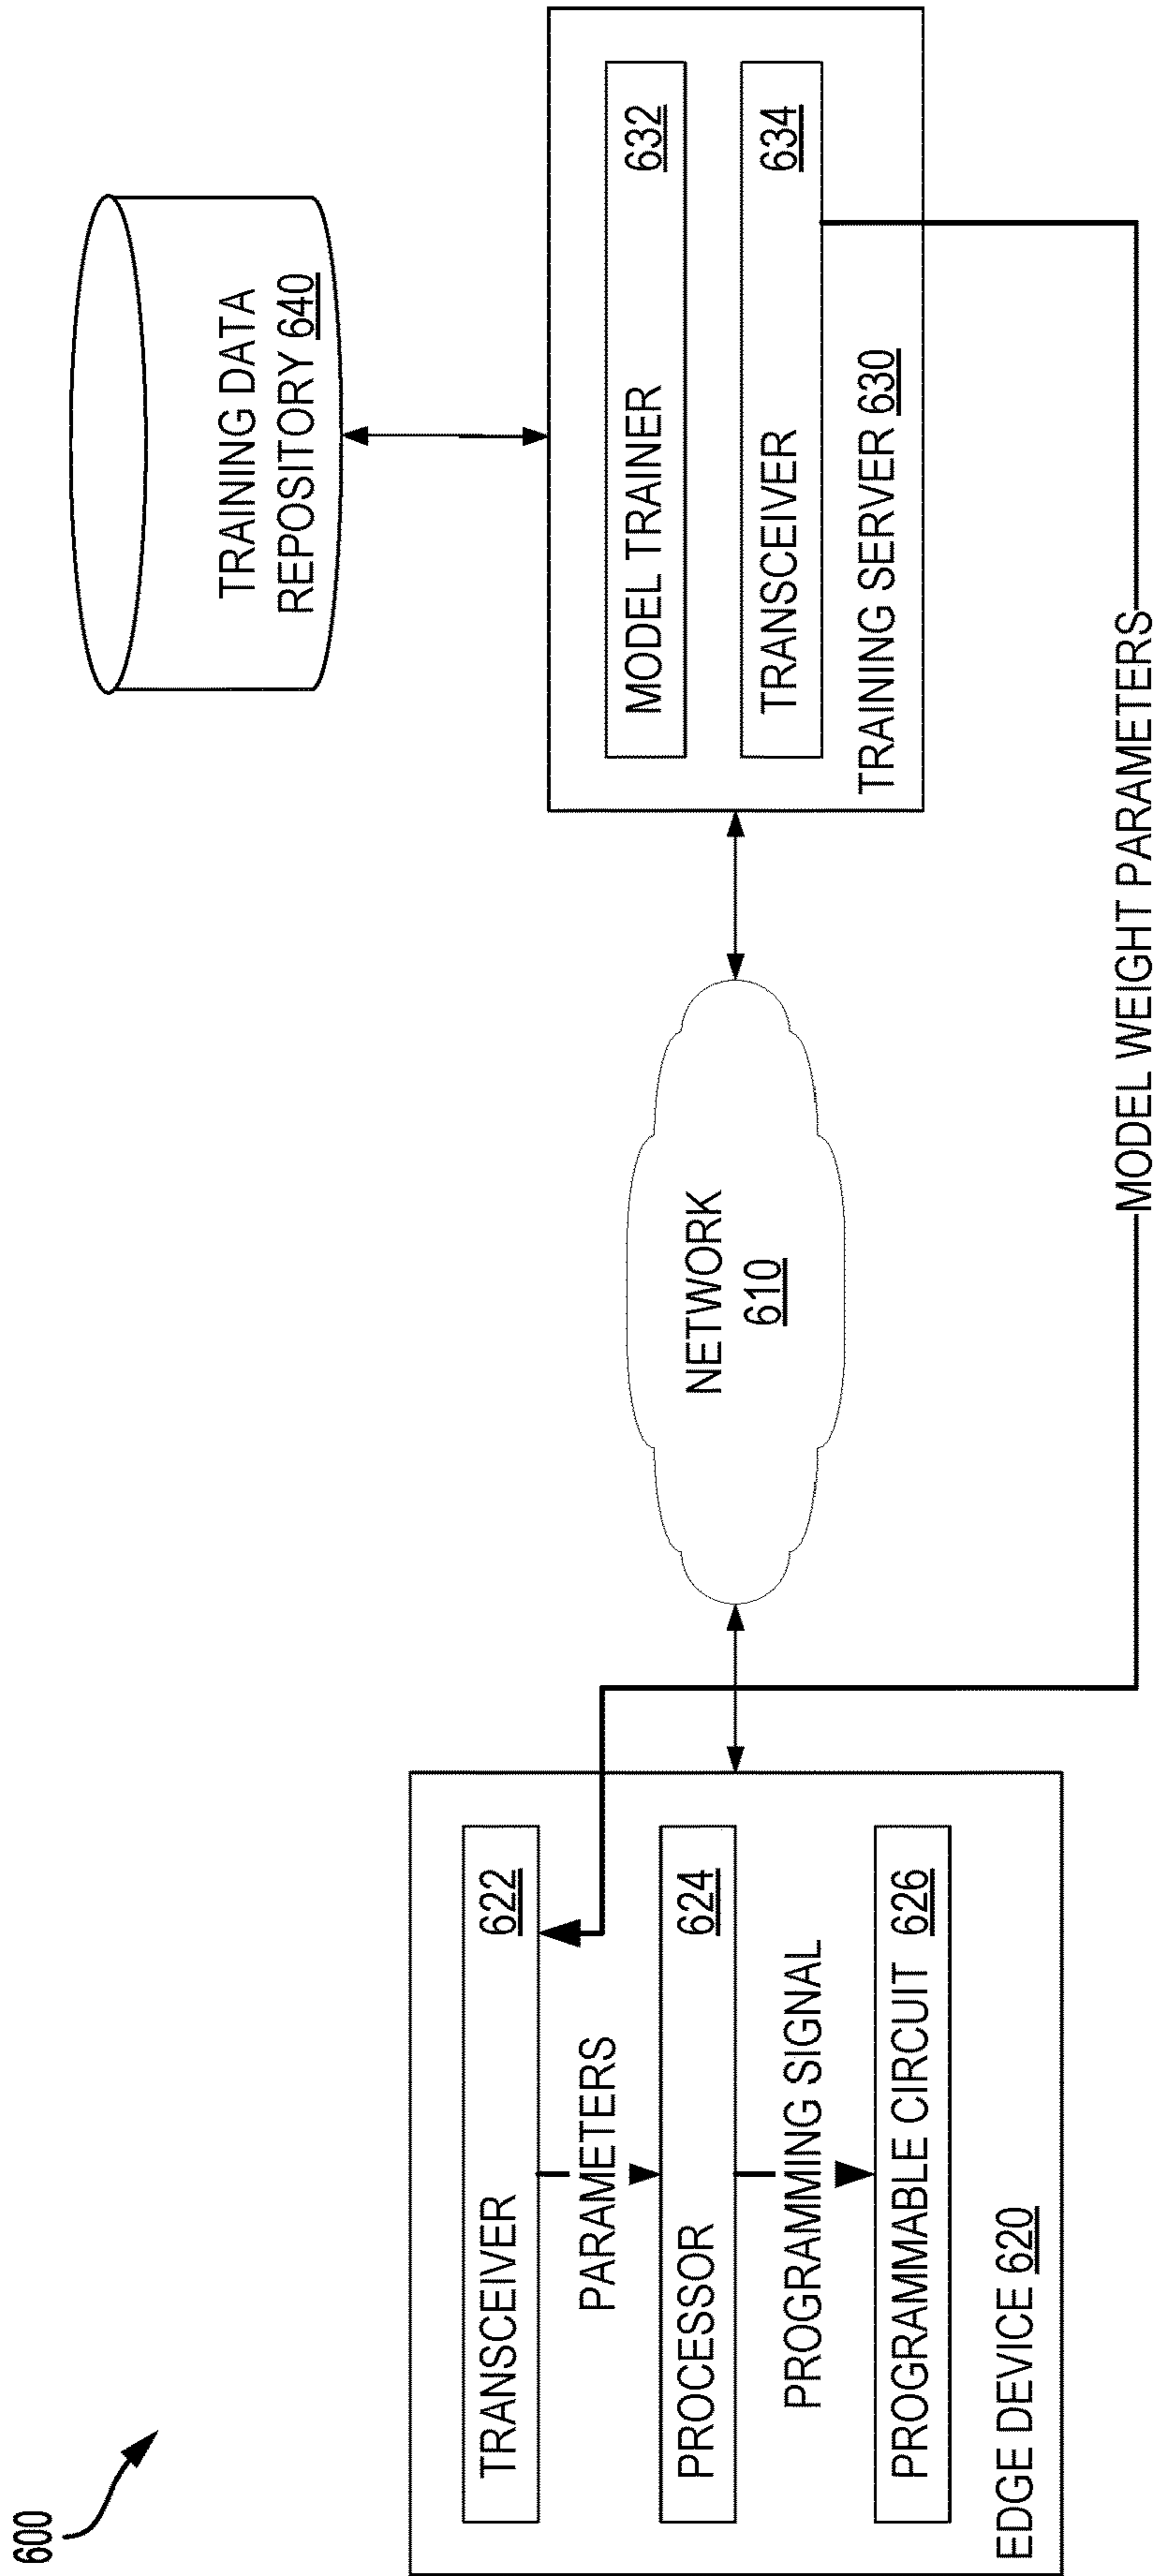 600
TRAINING DATA
REPOSITORY 640
TRANSCEIVER 622
PARAMETERS
PROCESSOR 624
PROGRAMMING SIGNAL
PROGRAMMABLE CIRCUIT 626
EDGE DEVICE 620
NETWORK
610
MODEL TRAINER 632
TRANSCEIVER 634
TRAINING SERVER 630
MODEL WEIGHT PARAMETERS